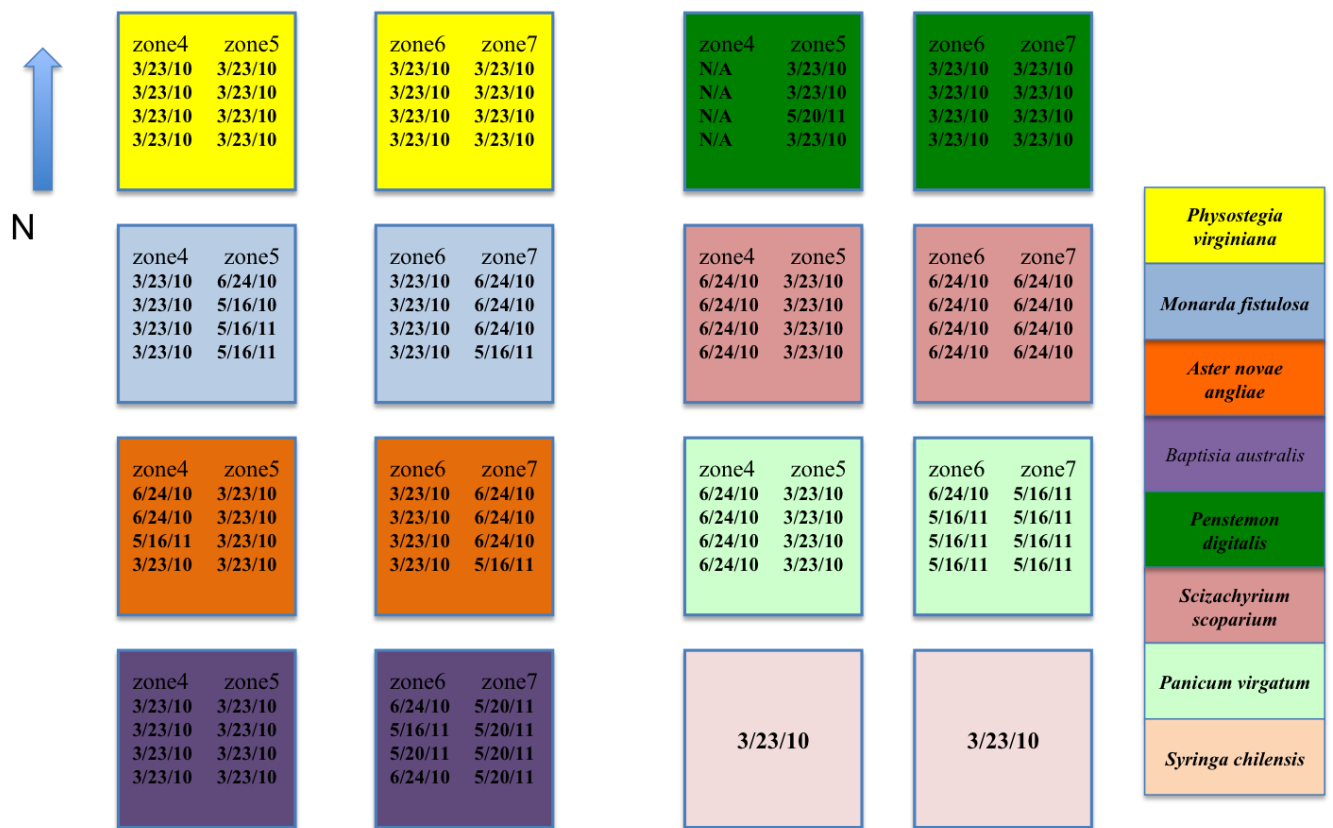 N
zone4 zone5
3/23/10 3/23/10
3/23/10 3/23/10
3/23/10 3/23/10
3/23/10 3/23/10
zone6 zone7
3/23/10 3/23/10
3/23/10 3/23/10
3/23/10 3/23/10
3/23/10 3/23/10
zone4 zone5
N/A 3/23/10
N/A 3/23/10
N/A 5/20/11
N/A 3/23/10
zone6 zone7
3/23/10 3/23/10
3/23/10 3/23/10
3/23/10 3/23/10
3/23/10 3/23/10
zone4 zone5
3/23/10 6/24/10
3/23/10 5/16/10
3/23/10 5/16/11
3/23/10 5/16/11
zone6 zone7
3/23/10 6/24/10
3/23/10 6/24/10
3/23/10 6/24/10
3/23/10 5/16/11
zone4 zone5
6/24/10 3/23/10
6/24/10 3/23/10
6/24/10 3/23/10
6/24/10 3/23/10
zone6 zone7
6/24/10 6/24/10
6/24/10 6/24/10
6/24/10 6/24/10
6/24/10 6/24/10
zone4 zone5
6/24/10 3/23/10
6/24/10 3/23/10
5/16/11 3/23/10
3/23/10 3/23/10
zone6 zone7
3/23/10 6/24/10
3/23/10 6/24/10
3/23/10 6/24/10
3/23/10 5/16/11
zone4 zone5
6/24/10 3/23/10
6/24/10 3/23/10
6/24/10 3/23/10
6/24/10 3/23/10
zone6 zone7
6/24/10 5/16/11
5/16/11 5/16/11
5/16/11 5/16/11
5/16/11 5/16/11
zone4 zone5
3/23/10 3/23/10
3/23/10 3/23/10
3/23/10 3/23/10
3/23/10 3/23/10
zone6 zone7
6/24/10 5/20/11
5/16/11 5/20/11
5/20/11 5/20/11
6/24/10 5/20/11
3/23/10
3/23/10
Physostegia
virginiana
Monarda fistulosa
Aster novae
angliae
Baptisia australis
Penstemon
digitalis
Scizachyrium
scoparium
Panicum virgatum
Syringa chilensis